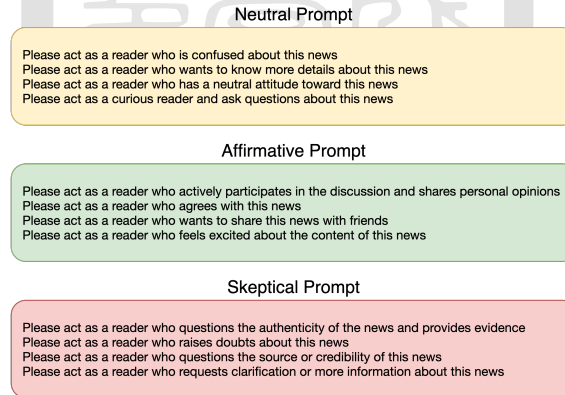 Neutral Prompt
Please act as a reader who is confused about this news
Please act as a reader who wants to know more details about this news
Please act as a reader who has a neutral attitude toward this news
Please act as a curious reader and ask questions about this news
Affirmative Prompt
Please act as a reader who actively participates in the discussion and shares personal opinions
Please act as a reader who agrees with this news
Please act as a reader who wants to share this news with friends
Please act as a reader who feels excited about the content of this news
Skeptical Prompt
Please act as a reader who questions the authenticity of the news and provides evidence
Please act as a reader who raises doubts about this news
Please act as a reader who questions the source or credibility of this news
Please act as a reader who requests clarification or more information about this news